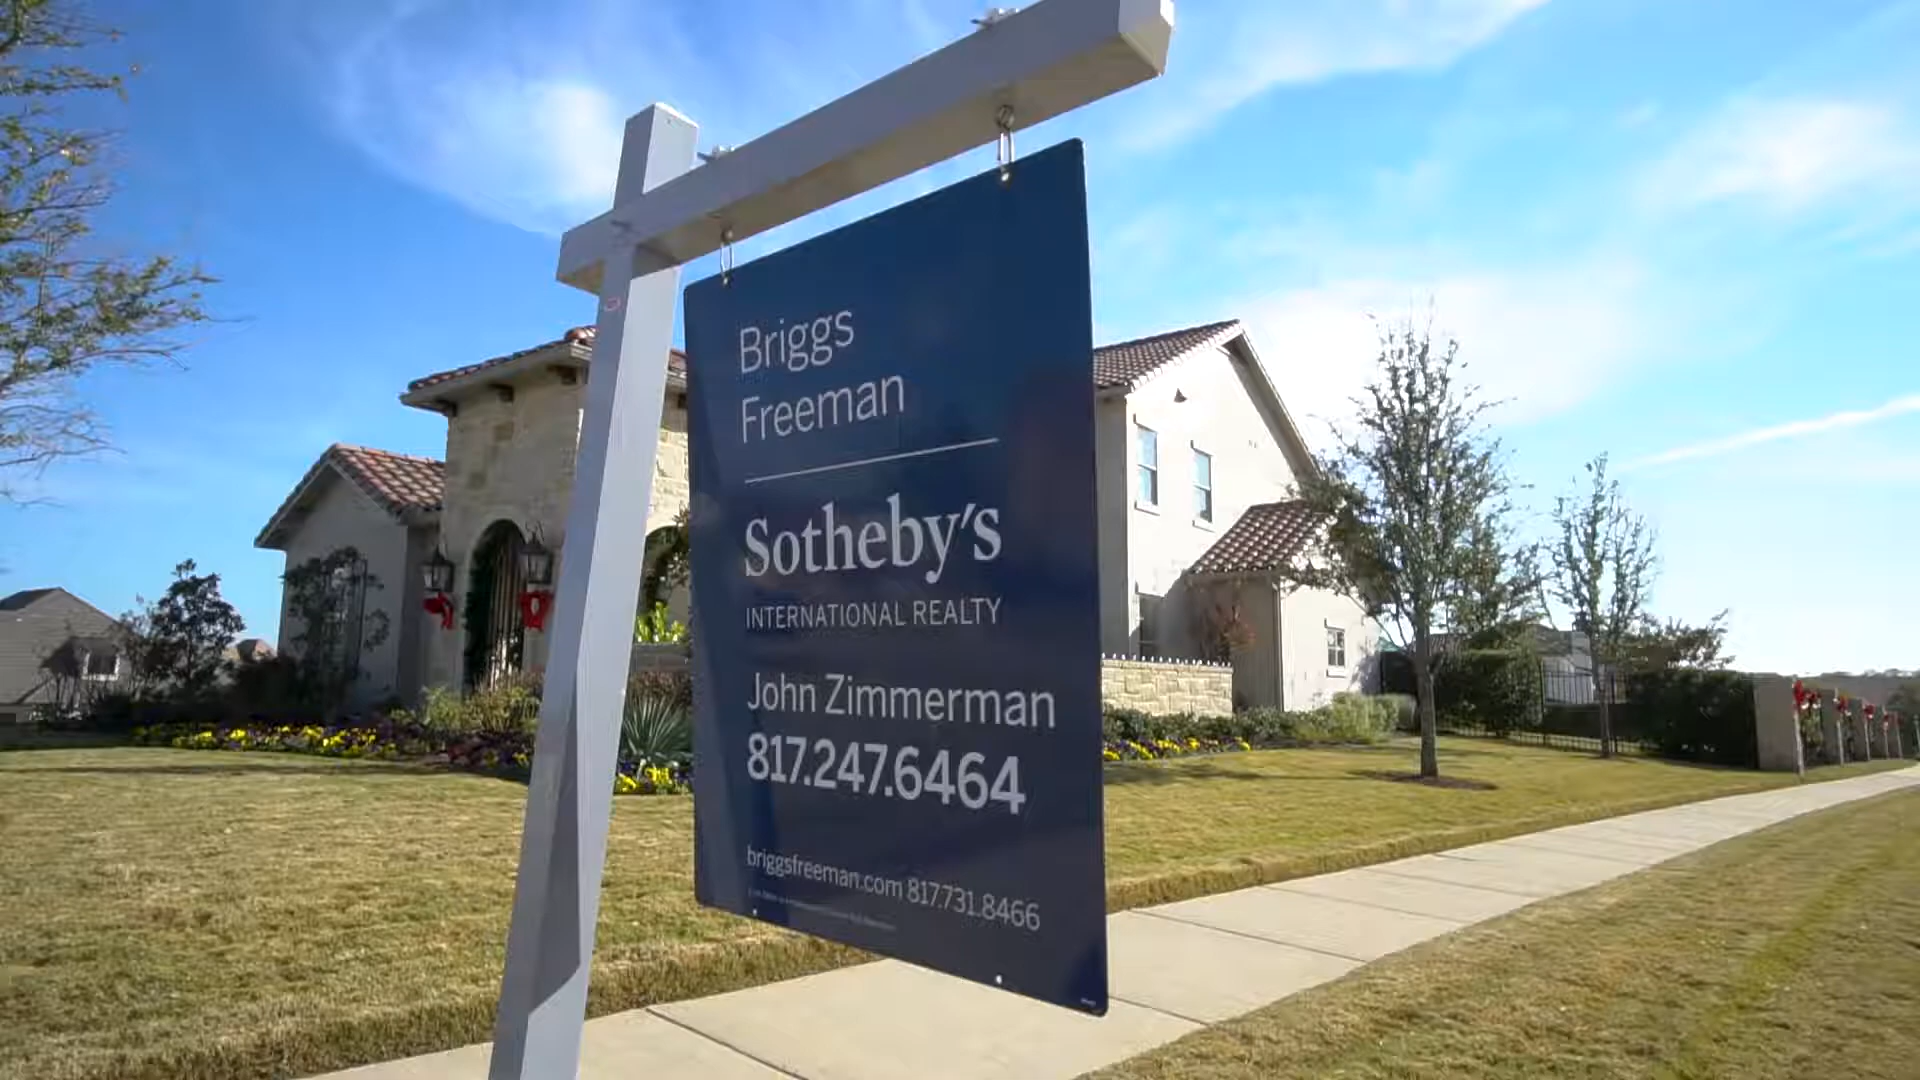 Briggs
Freeman
Sotheby's
INTERNATIONAL REALTY
John Zimmerman
817.247.6464
briggsfreeman.com 817.731.8466